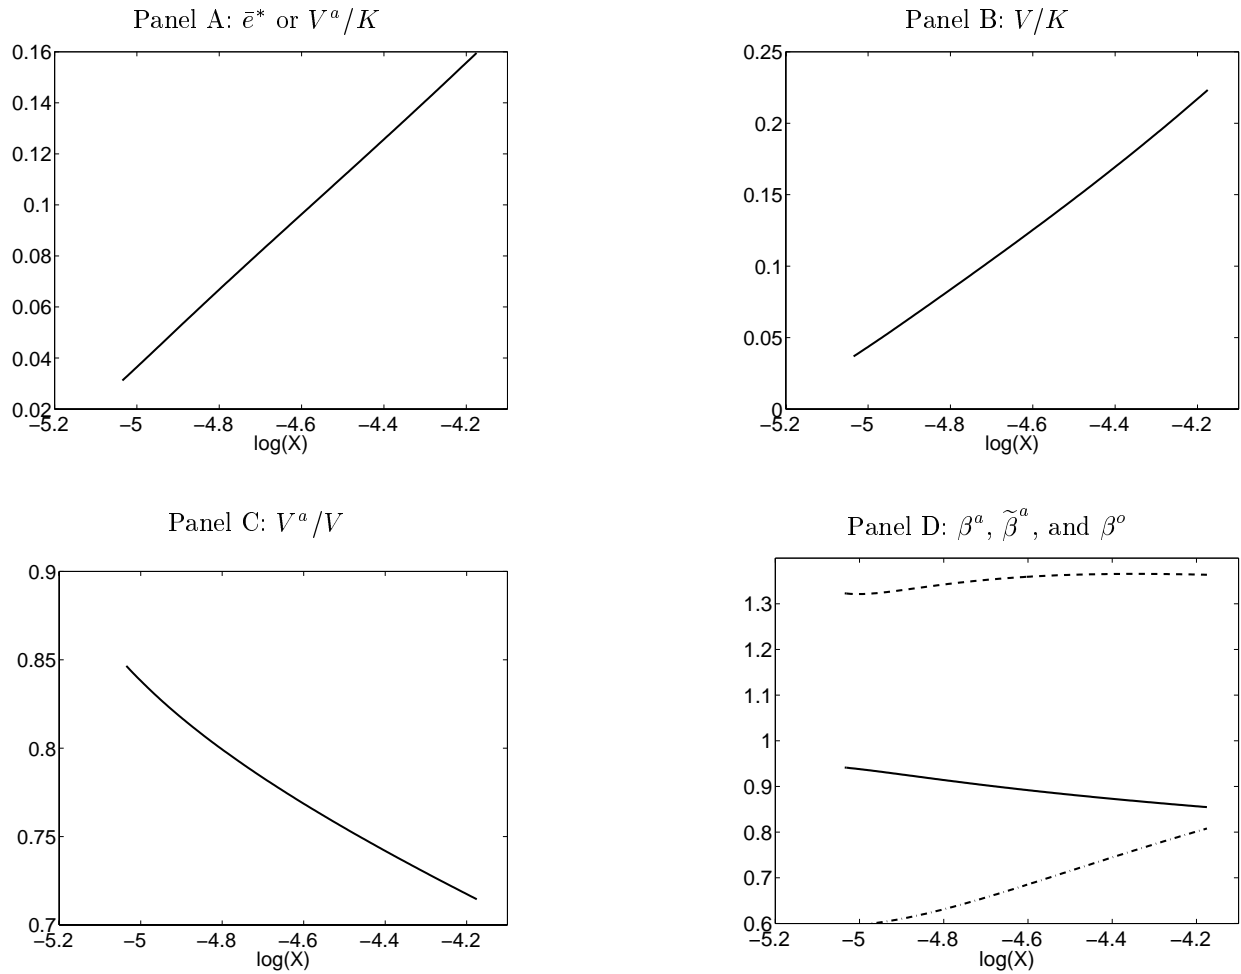 Panel A: ē* or Vᵃ/K
0.16
0.14
0.12
0.1
0.08
0.06
0.04
0.02
−5.2 −5 −4.8 −4.6 −4.4 −4.2
log(X)
Panel B: V/K
0.25
0.2
0.15
0.1
0.05
0
−5.2 −5 −4.8 −4.6 −4.4 −4.2
log(X)
Panel C: Vᵃ/V
0.9
0.85
0.8
0.75
0.7
−5.2 −5 −4.8 −4.6 −4.4 −4.2
log(X)
Panel D: βᵃ, β̃ᵃ, and βᵒ
1.3
1.2
1.1
1
0.9
0.8
0.7
0.6
−5.2 −5 −4.8 −4.6 −4.4 −4.2
log(X)